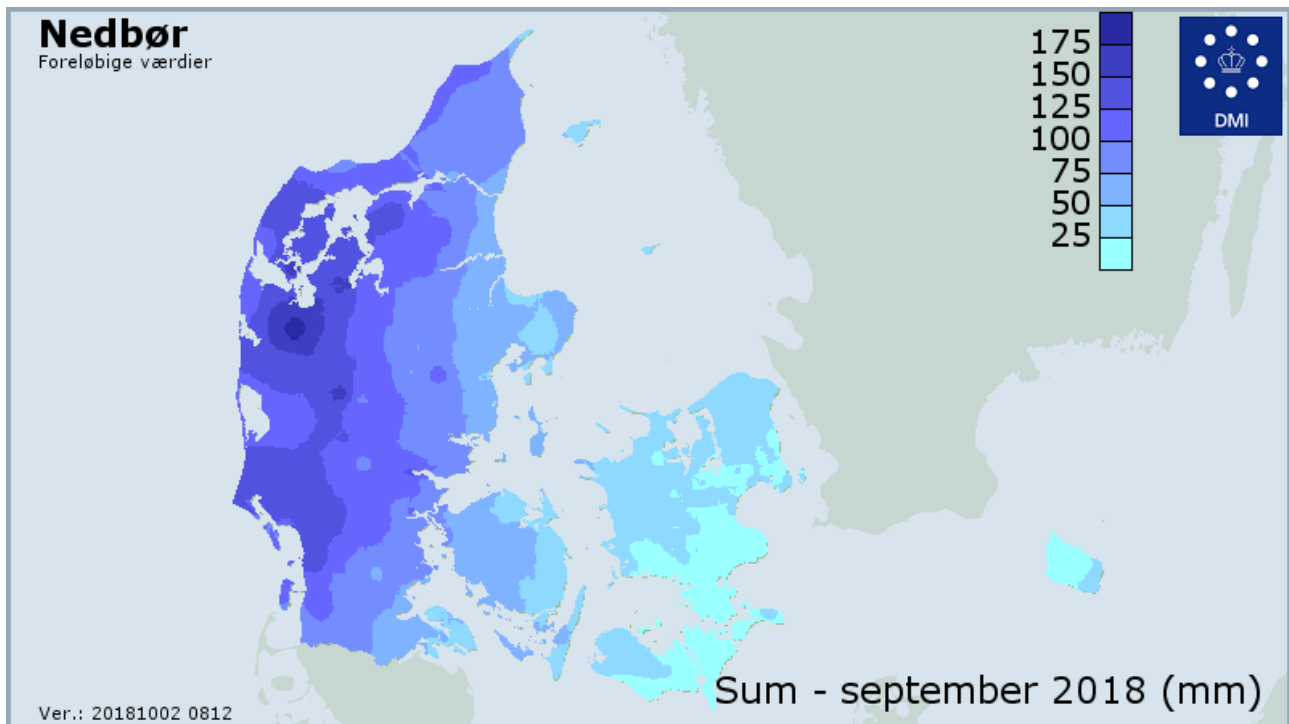 Nedbør
Foreløbige værdier
175
150
125
100
75
50
25
DMI
Sum - september 2018 (mm)
Ver.: 20181002 0812